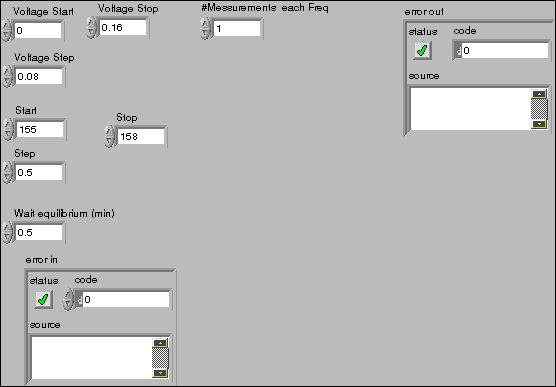 Voltage Start
0
Voltage Stop
0.16
#Messurements each Freq
1
error out
status
code
d 0
source
Voltage Step
0.08
Start
155
Stop
158
Step
0.5
Wait equilibrium (min)
0.5
error in
status
code
d 0
source